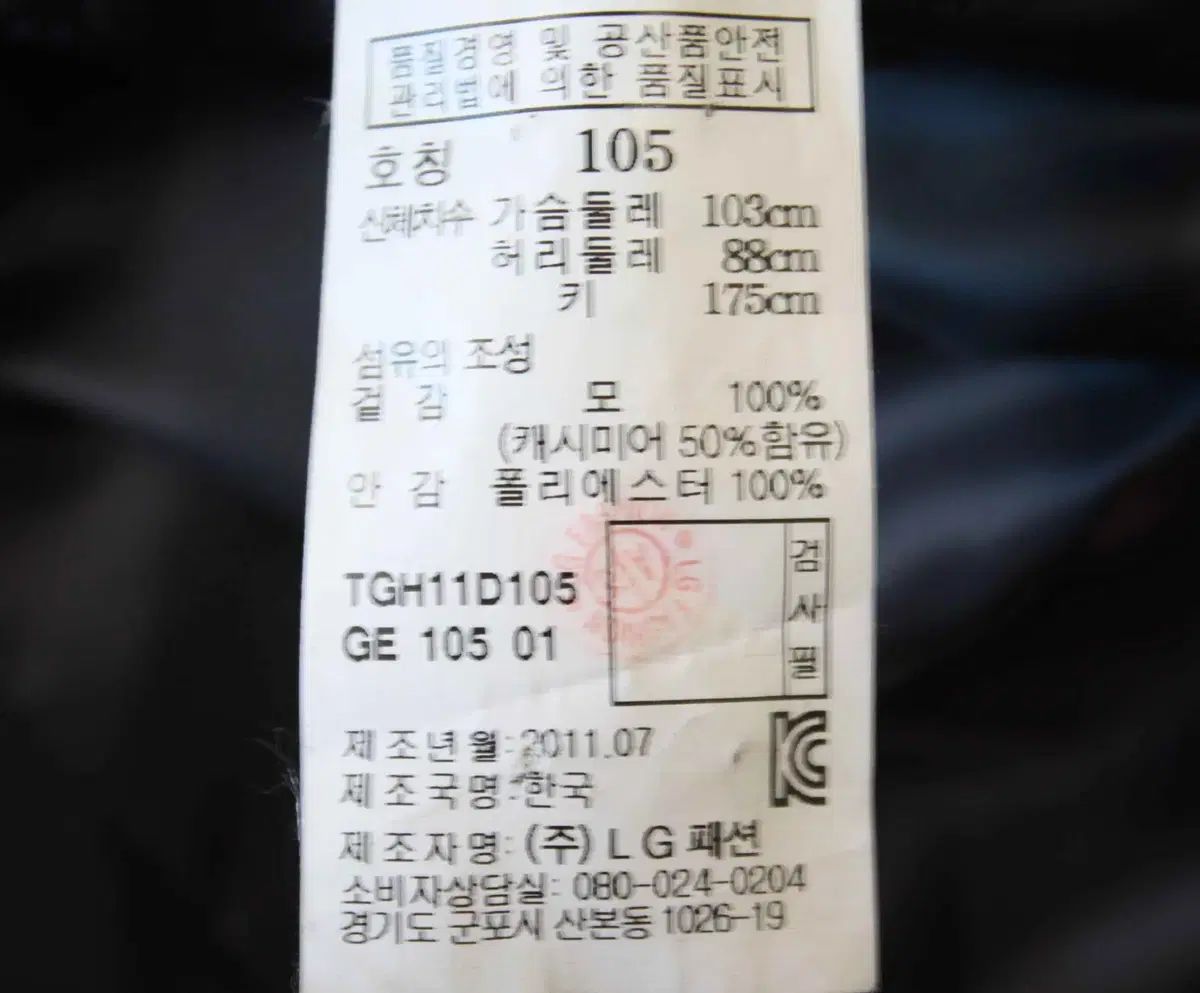 품질경영 및 공산품안전
관리법에 의한 품질표시
호칭 105
신체치수 가슴둘레 103cm
허리둘레 88cm
키 175cm
섬유의 조성
겉감 모 100%
(캐시미어 50%함유)
안감 폴리에스터 100%
TGH11D105
GE 105 01
검사필
제조년월:2011.07
제조국명:한국
KC
제조자명:(주)LG패션
소비자상담실: 080-024-0204
경기도 군포시 산본동 1026-19